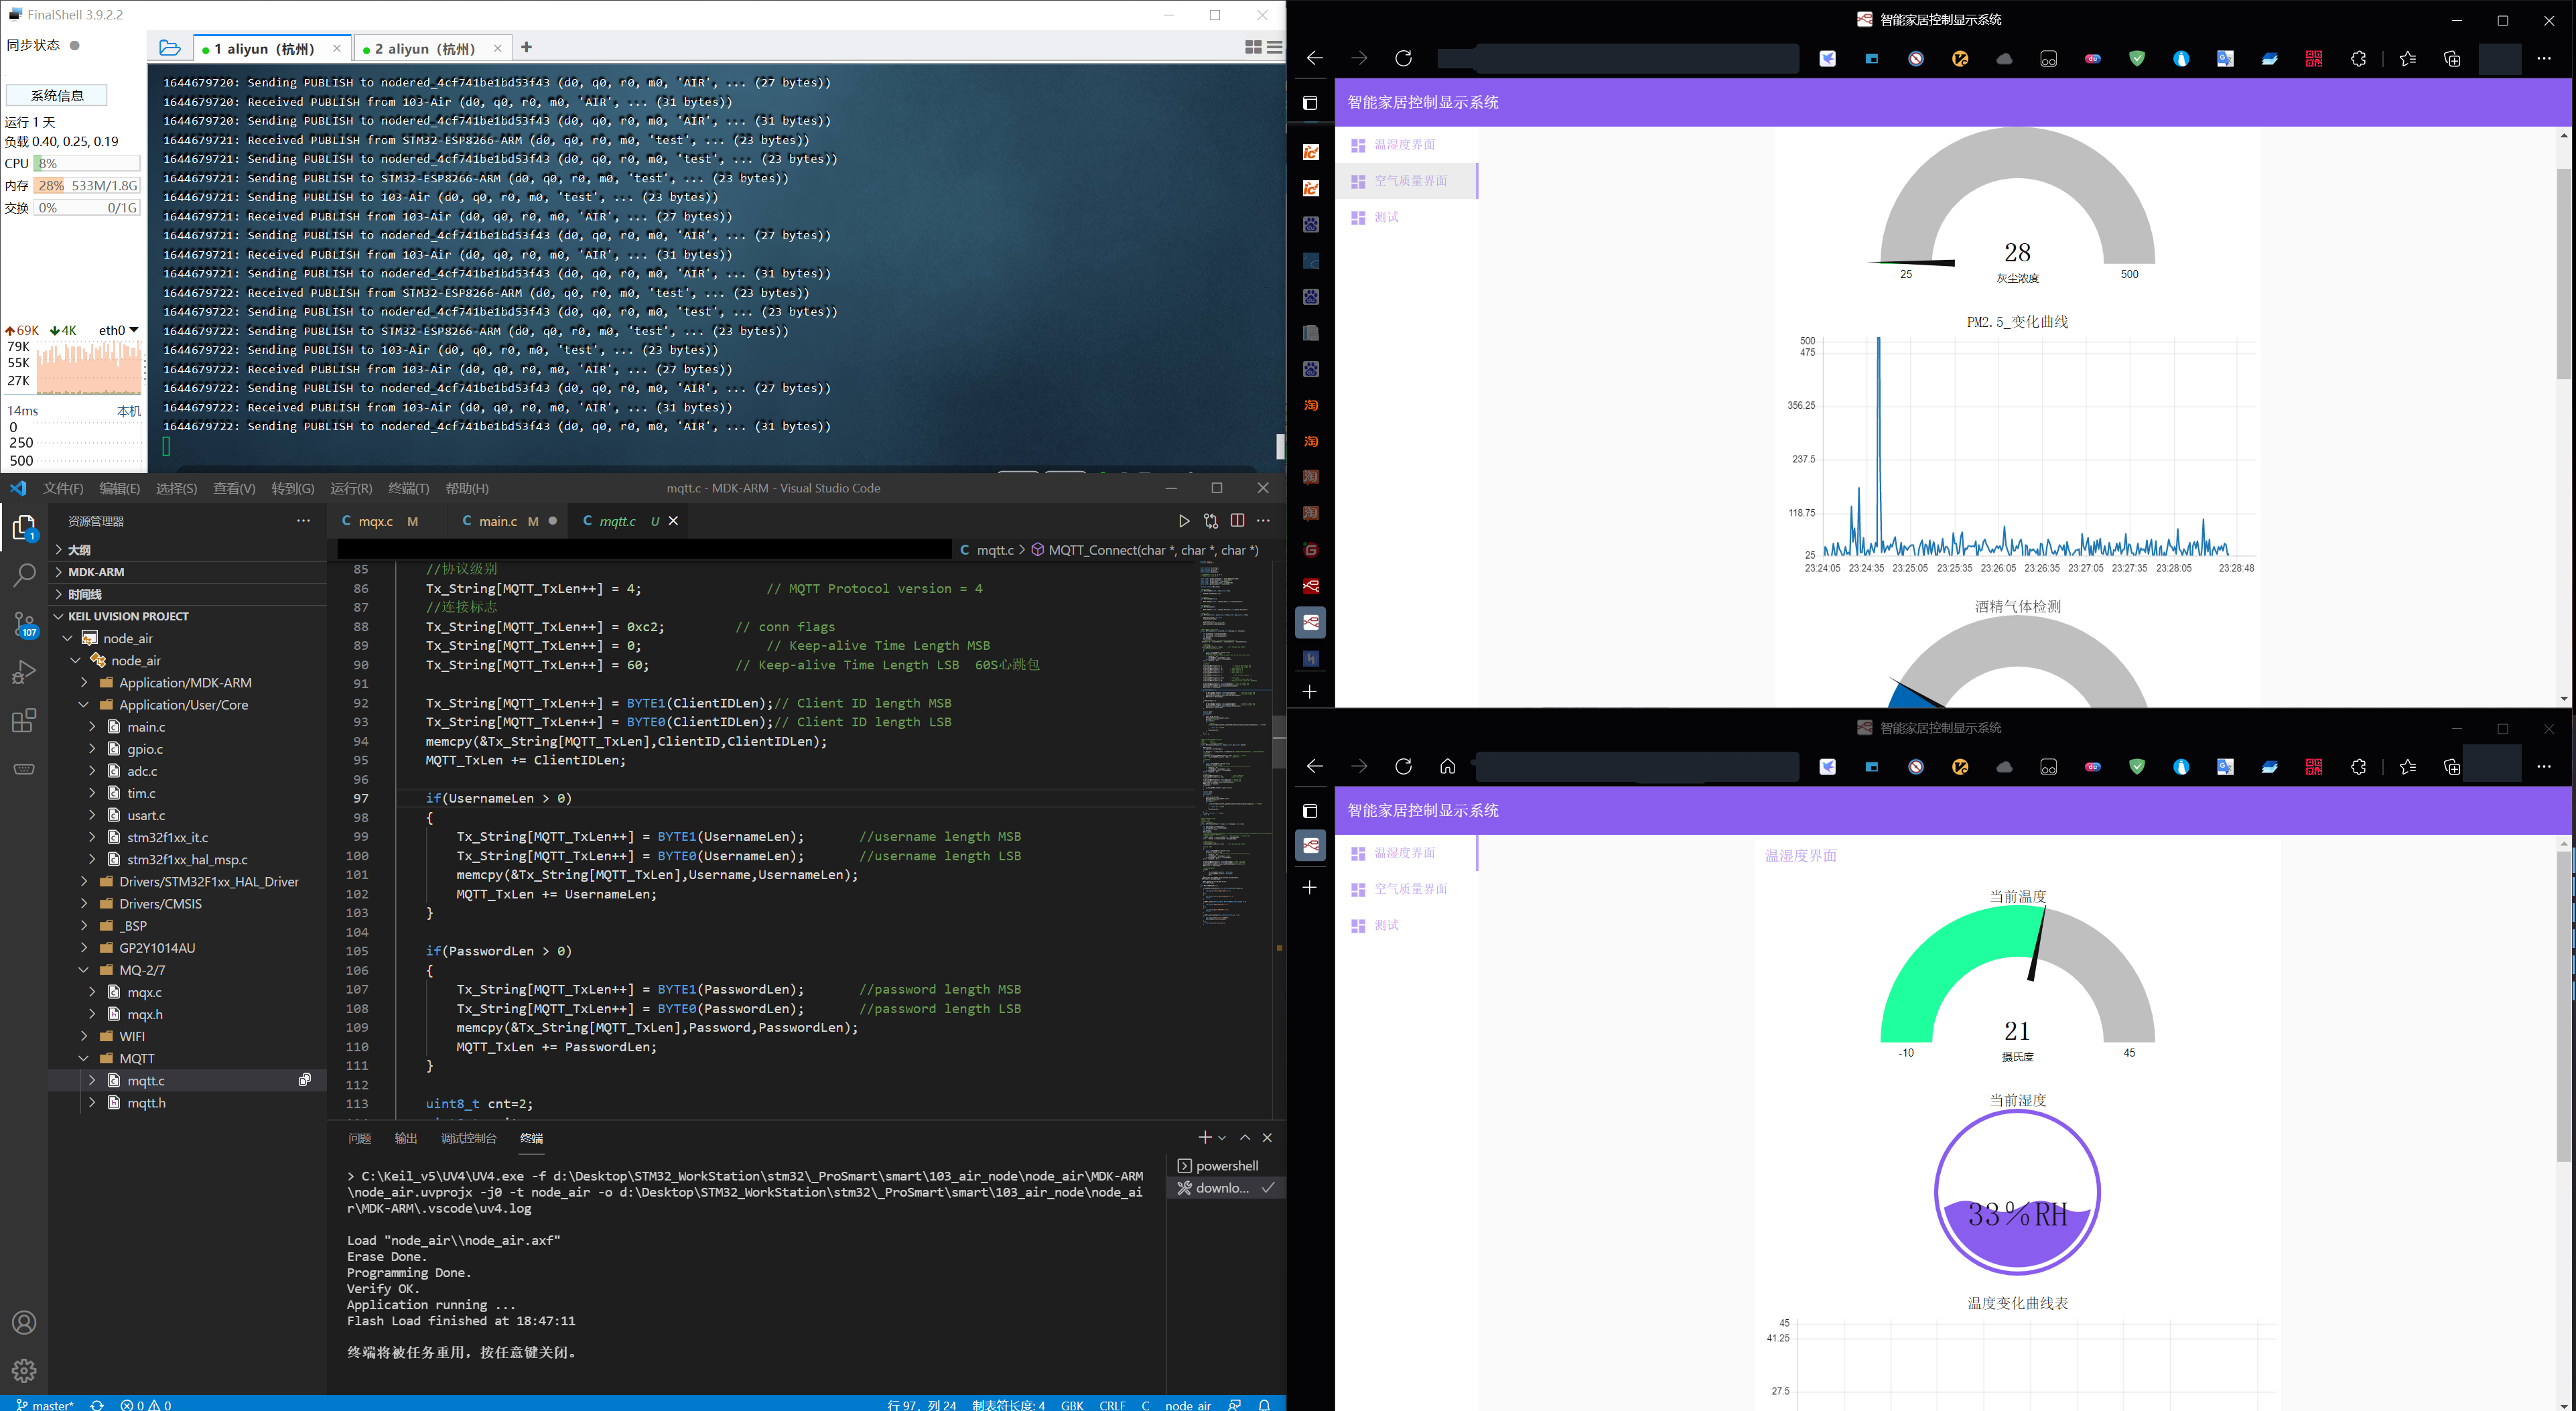 FinalShell 3.9.2.2
同步状态
1 aliyun（杭州）
2 aliyun（杭州）
系统信息
运行 1 天
负载 0.40, 0.25, 0.19
CPU 8%
内存 28% 533M/1.8G
交换 0% 0/1G
69K 4K eth0
79K
55K
27K
14ms 本机
0
250
500
1644679720: Sending PUBLISH to nodered_4cf741be1bd53f43 (d0, q0, r0, m0, 'AIR', ... (27 bytes))
1644679720: Received PUBLISH from 103-Air (d0, q0, r0, m0, 'AIR', ... (31 bytes))
1644679720: Sending PUBLISH to nodered_4cf741be1bd53f43 (d0, q0, r0, m0, 'AIR', ... (31 bytes))
1644679721: Received PUBLISH from STM32-ESP8266-ARM (d0, q0, r0, m0, 'test', ... (23 bytes))
1644679721: Sending PUBLISH to nodered_4cf741be1bd53f43 (d0, q0, r0, m0, 'test', ... (23 bytes))
1644679721: Sending PUBLISH to STM32-ESP8266-ARM (d0, q0, r0, m0, 'test', ... (23 bytes))
1644679721: Sending PUBLISH to 103-Air (d0, q0, r0, m0, 'test', ... (23 bytes))
1644679721: Received PUBLISH from 103-Air (d0, q0, r0, m0, 'AIR', ... (27 bytes))
1644679721: Sending PUBLISH to nodered_4cf741be1bd53f43 (d0, q0, r0, m0, 'AIR', ... (27 bytes))
1644679721: Received PUBLISH from 103-Air (d0, q0, r0, m0, 'AIR', ... (31 bytes))
1644679721: Sending PUBLISH to nodered_4cf741be1bd53f43 (d0, q0, r0, m0, 'AIR', ... (31 bytes))
1644679722: Received PUBLISH from STM32-ESP8266-ARM (d0, q0, r0, m0, 'test', ... (23 bytes))
1644679722: Sending PUBLISH to nodered_4cf741be1bd53f43 (d0, q0, r0, m0, 'test', ... (23 bytes))
1644679722: Sending PUBLISH to STM32-ESP8266-ARM (d0, q0, r0, m0, 'test', ... (23 bytes))
1644679722: Sending PUBLISH to 103-Air (d0, q0, r0, m0, 'test', ... (23 bytes))
1644679722: Received PUBLISH from 103-Air (d0, q0, r0, m0, 'AIR', ... (27 bytes))
1644679722: Sending PUBLISH to nodered_4cf741be1bd53f43 (d0, q0, r0, m0, 'AIR', ... (27 bytes))
1644679722: Received PUBLISH from 103-Air (d0, q0, r0, m0, 'AIR', ... (31 bytes))
1644679722: Sending PUBLISH to nodered_4cf741be1bd53f43 (d0, q0, r0, m0, 'AIR', ... (31 bytes))
文件(F) 编辑(E) 选择(S) 查看(V) 转到(G) 运行(R) 终端(T) 帮助(H) mqtt.c - MDK-ARM - Visual Studio Code
资源管理器
1
107
大纲
MDK-ARM
时间线
KEIL UVISION PROJECT
node_air
node_air
Application/MDK-ARM
Application/User/Core
main.c
gpio.c
adc.c
tim.c
usart.c
stm32f1xx_it.c
stm32f1xx_hal_msp.c
Drivers/STM32F1xx_HAL_Driver
Drivers/CMSIS
_BSP
GP2Y1014AU
MQ-2/7
mqx.c
mqx.h
WIFI
MQTT
mqtt.c
mqtt.h
C mqx.c M
C main.c M
C mqtt.c U
C mqtt.c > MQTT_Connect(char *, char *, char *)
85 //协议级别
86 Tx_String[MQTT_TxLen++] = 4; // MQTT Protocol version = 4
87 //连接标志
88 Tx_String[MQTT_TxLen++] = 0xc2; // conn flags
89 Tx_String[MQTT_TxLen++] = 0; // Keep-alive Time Length MSB
90 Tx_String[MQTT_TxLen++] = 60; // Keep-alive Time Length LSB 60S心跳包
91
92 Tx_String[MQTT_TxLen++] = BYTE1(ClientIDLen);// Client ID length MSB
93 Tx_String[MQTT_TxLen++] = BYTE0(ClientIDLen);// Client ID length LSB
94 memcpy(&Tx_String[MQTT_TxLen],ClientID,ClientIDLen);
95 MQTT_TxLen += ClientIDLen;
96
97 if(UsernameLen > 0)
98 {
99 Tx_String[MQTT_TxLen++] = BYTE1(UsernameLen); //username length MSB
100 Tx_String[MQTT_TxLen++] = BYTE0(UsernameLen); //username length LSB
101 memcpy(&Tx_String[MQTT_TxLen],Username,UsernameLen);
102 MQTT_TxLen += UsernameLen;
103 }
104
105 if(PasswordLen > 0)
106 {
107 Tx_String[MQTT_TxLen++] = BYTE1(PasswordLen); //password length MSB
108 Tx_String[MQTT_TxLen++] = BYTE0(PasswordLen); //password length LSB
109 memcpy(&Tx_String[MQTT_TxLen],Password,PasswordLen);
110 MQTT_TxLen += PasswordLen;
111 }
112
113 uint8_t cnt=2;
问题 输出 调试控制台 终端
> C:\Keil_v5\UV4\UV4.exe -f d:\Desktop\STM32_WorkStation\stm32\_ProSmart\smart\103_air_node\node_air\MDK-ARM
\node_air.uvprojx -j0 -t node_air -o d:\Desktop\STM32_WorkStation\stm32\_ProSmart\smart\103_air_node\node_ai
r\MDK-ARM\.vscode\uv4.log
Load "node_air\\node_air.axf"
Erase Done.
Programming Done.
Verify OK.
Application running ...
Flash Load finished at 18:47:11
终端将被任务重用，按任意键关闭。
powershell
downlo...
master* 0 0 行 97，列 24 制表符长度: 4 GBK CRLF C node_air
智能家居控制显示系统
智能家居控制显示系统
温湿度界面
空气质量界面
测试
28
25 灰尘浓度 500
PM2.5_变化曲线
500
475
356.25
237.5
118.75
25
23:24:05 23:24:35 23:25:05 23:25:35 23:26:05 23:26:35 23:27:05 23:27:35 23:28:05 23:28:48
酒精气体检测
智能家居控制显示系统
智能家居控制显示系统
温湿度界面
空气质量界面
测试
温湿度界面
当前温度
21
-10 摄氏度 45
当前湿度
33%RH
温度变化曲线表
45
41.25
27.5